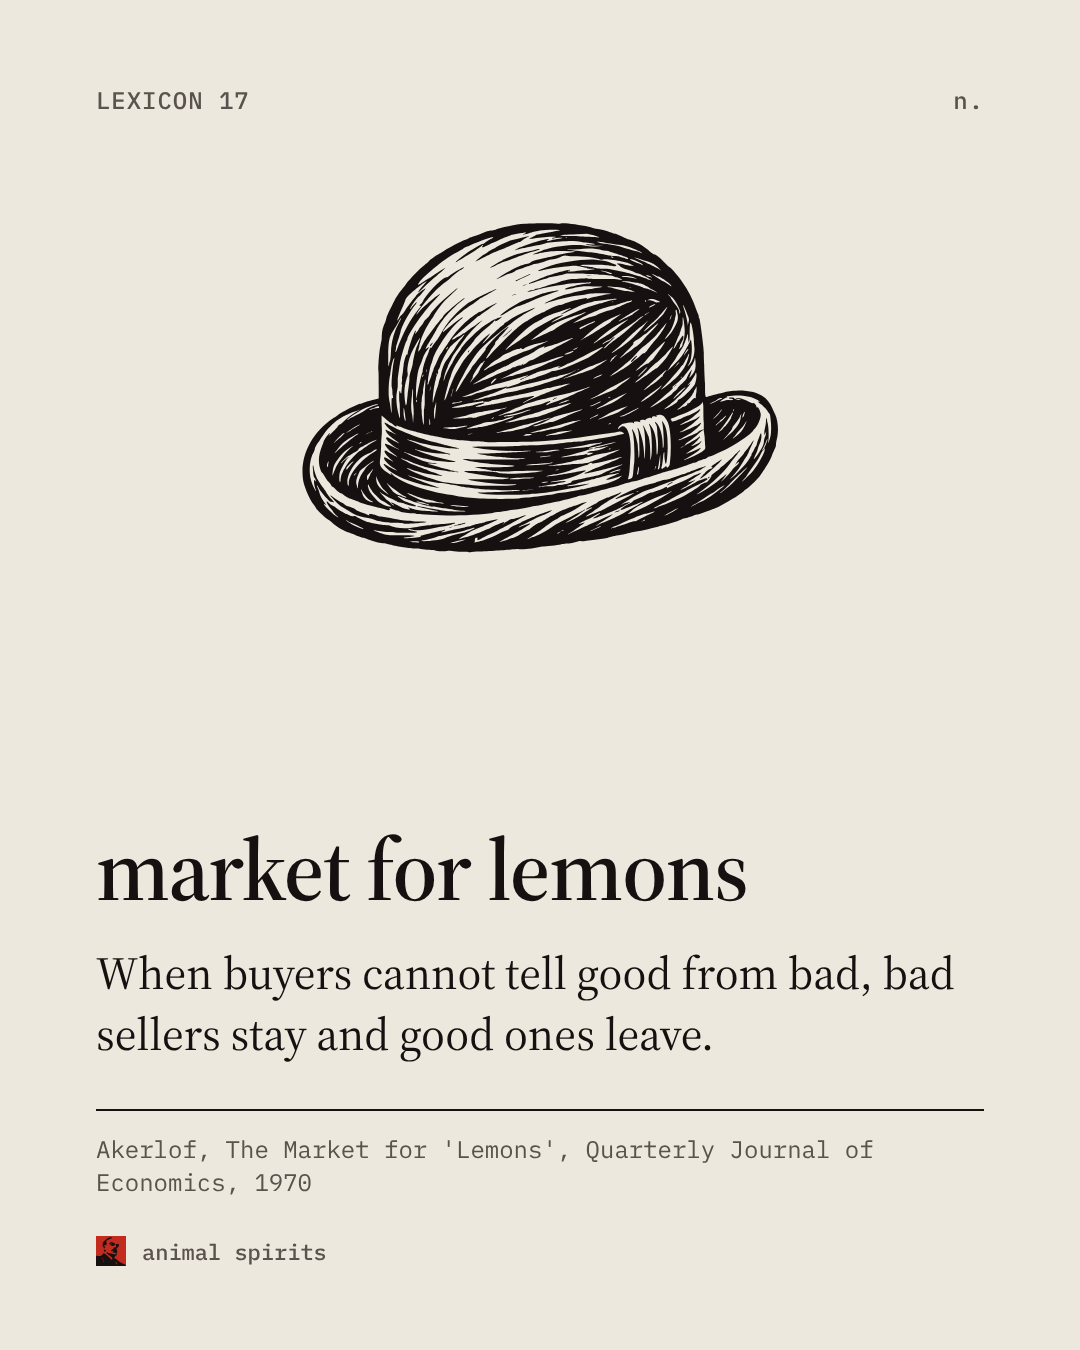 LEXICON 17
n.
market for lemons
When buyers cannot tell good from bad, bad
sellers stay and good ones leave.
Akerlof, The Market for 'Lemons', Quarterly Journal of
Economics, 1970
animal spirits